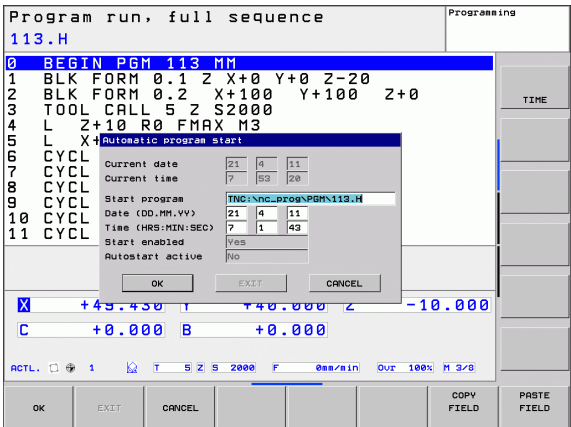 Program run, full sequence
Programming
113.H
0 BEGIN PGM 113 MM
1 BLK FORM 0.1 Z X+0 Y+0 Z-20
2 BLK FORM 0.2 X+100 Y+100 Z+0
3 TOOL CALL 5 Z S2000
4 L Z+10 R0 FMAX M3
5 L X+
6 CYCL
7 CYCL
8 CYCL
9 CYCL
10 CYCL
11 CYCL
TIME
Automatic program start
Current date 21 4 11
Current time 7 53 20
Start program TNC:\nc_prog\PGM\113.H
Date (DD.MM.YY) 21 4 11
Time (HRS:MIN:SEC) 7 1 43
Start enabled Yes
Autostart active No
OK EXIT CANCEL
X +49.430 Y +40.000 Z -10.000
C +0.000 B +0.000
ACTL. 1 T 5 Z S 2000 F 0mm/min Ovr 100% M 3/8
OK EXIT CANCEL COPY FIELD PASTE FIELD